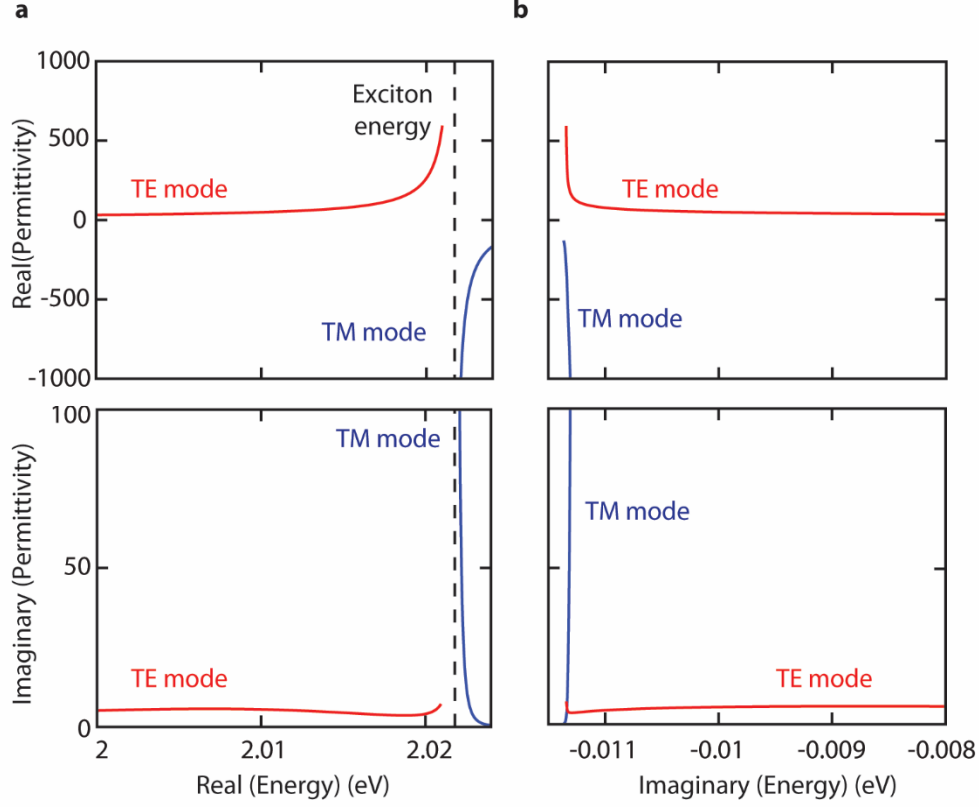 a
b
1000
500
0
-500
-1000
Real(Permittivity)
Exciton
energy
TE mode
TM mode
TE mode
TM mode
100
50
0
Imaginary (Permittivity)
TM mode
TE mode
TM mode
TE mode
2
2.01
2.02
Real (Energy) (eV)
-0.011
-0.01
-0.009
-0.008
Imaginary (Energy) (eV)